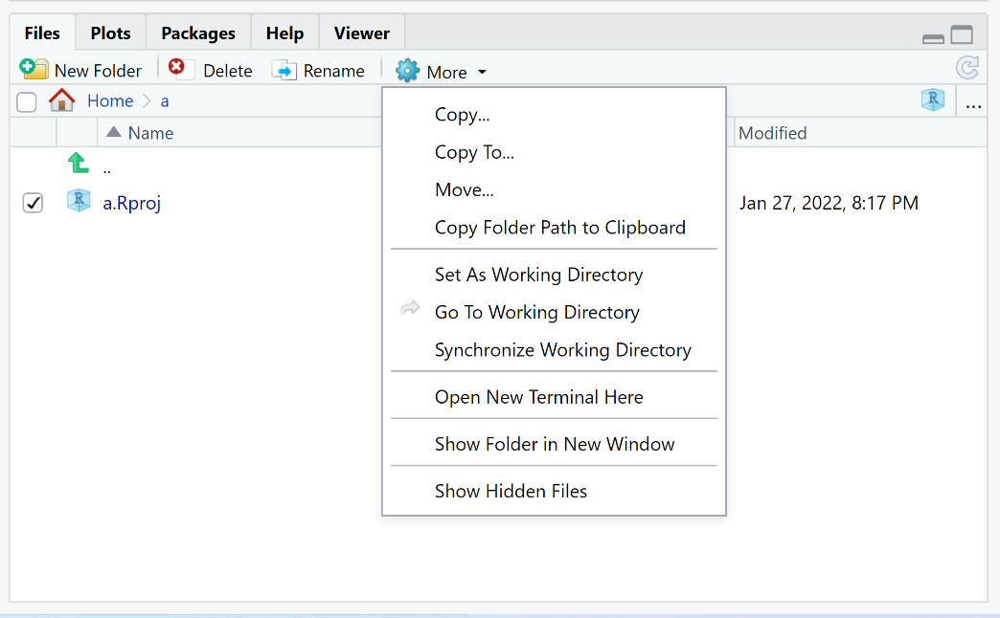 Files Plots Packages Help Viewer
New Folder Delete Rename More
Home a R ...
Name Modified
..
R a.Rproj Jan 27, 2022, 8:17 PM
Copy...
Copy To...
Move...
Copy Folder Path to Clipboard
Set As Working Directory
Go To Working Directory
Synchronize Working Directory
Open New Terminal Here
Show Folder in New Window
Show Hidden Files